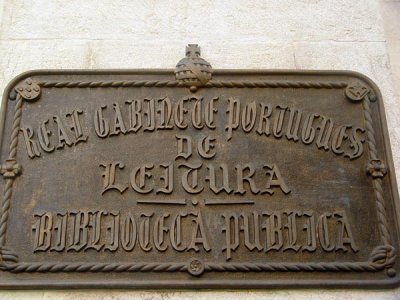 REAL GABINETE PORTUGUES
DE
LEITURA
BIBLIOTECA PUBLICA